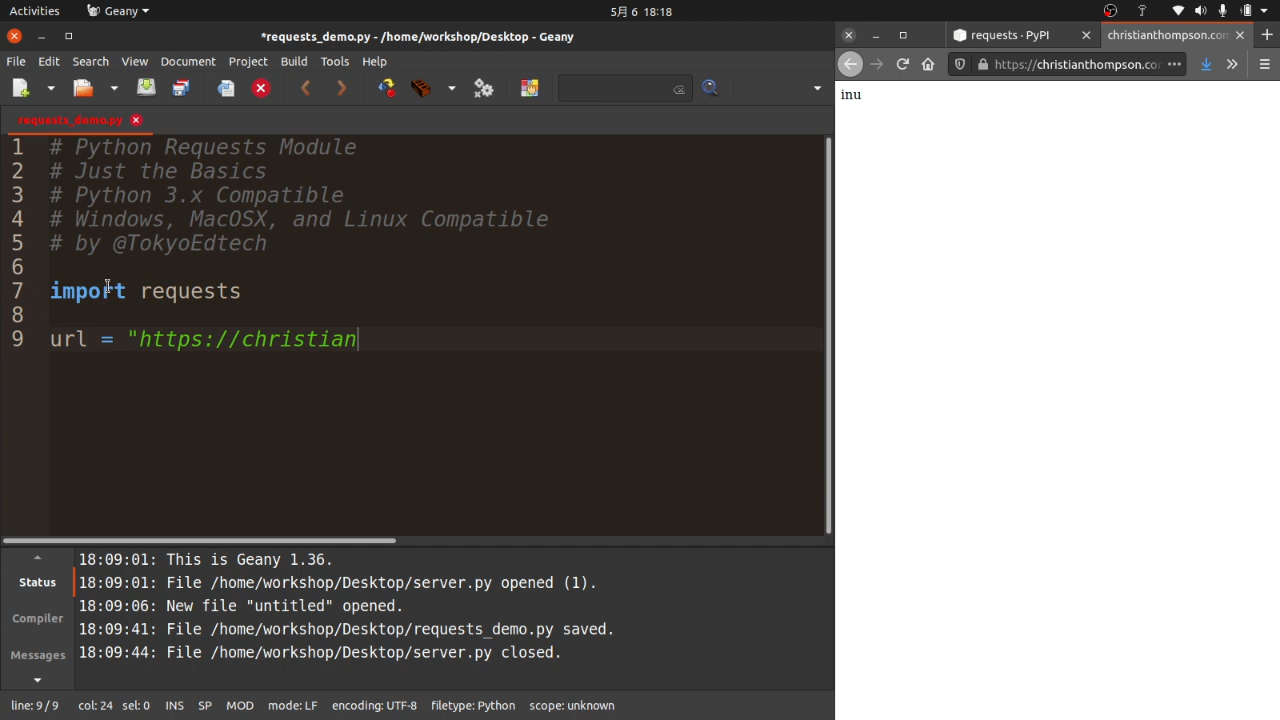 Activities Geany 5月 6 18:18
*requests_demo.py - /home/workshop/Desktop - Geany
File Edit Search View Document Project Build Tools Help
requests_demo.py
1 # Python Requests Module
2 # Just the Basics
3 # Python 3.x Compatible
4 # Windows, MacOSX, and Linux Compatible
5 # by @TokyoEdtech
6
7 import requests
8
9 url = "https://christian
Status
Compiler
Messages
18:09:01: This is Geany 1.36.
18:09:01: File /home/workshop/Desktop/server.py opened (1).
18:09:06: New file "untitled" opened.
18:09:41: File /home/workshop/Desktop/requests_demo.py saved.
18:09:44: File /home/workshop/Desktop/server.py closed.
line: 9 / 9 col: 24 sel: 0 INS SP MOD mode: LF encoding: UTF-8 filetype: Python scope: unknown
requests · PyPI
christianthompson.com
https://christianthompson.co
inu